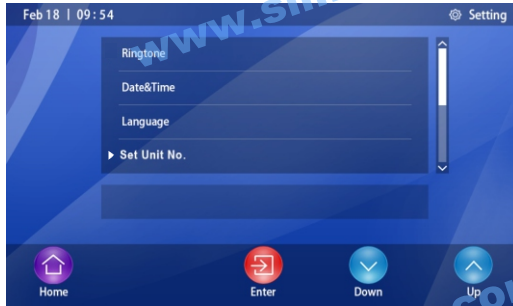 Feb 18 | 09:54
Setting
Ringtone
Date&Time
Language
Set Unit No.
Home
Enter
Down
Up